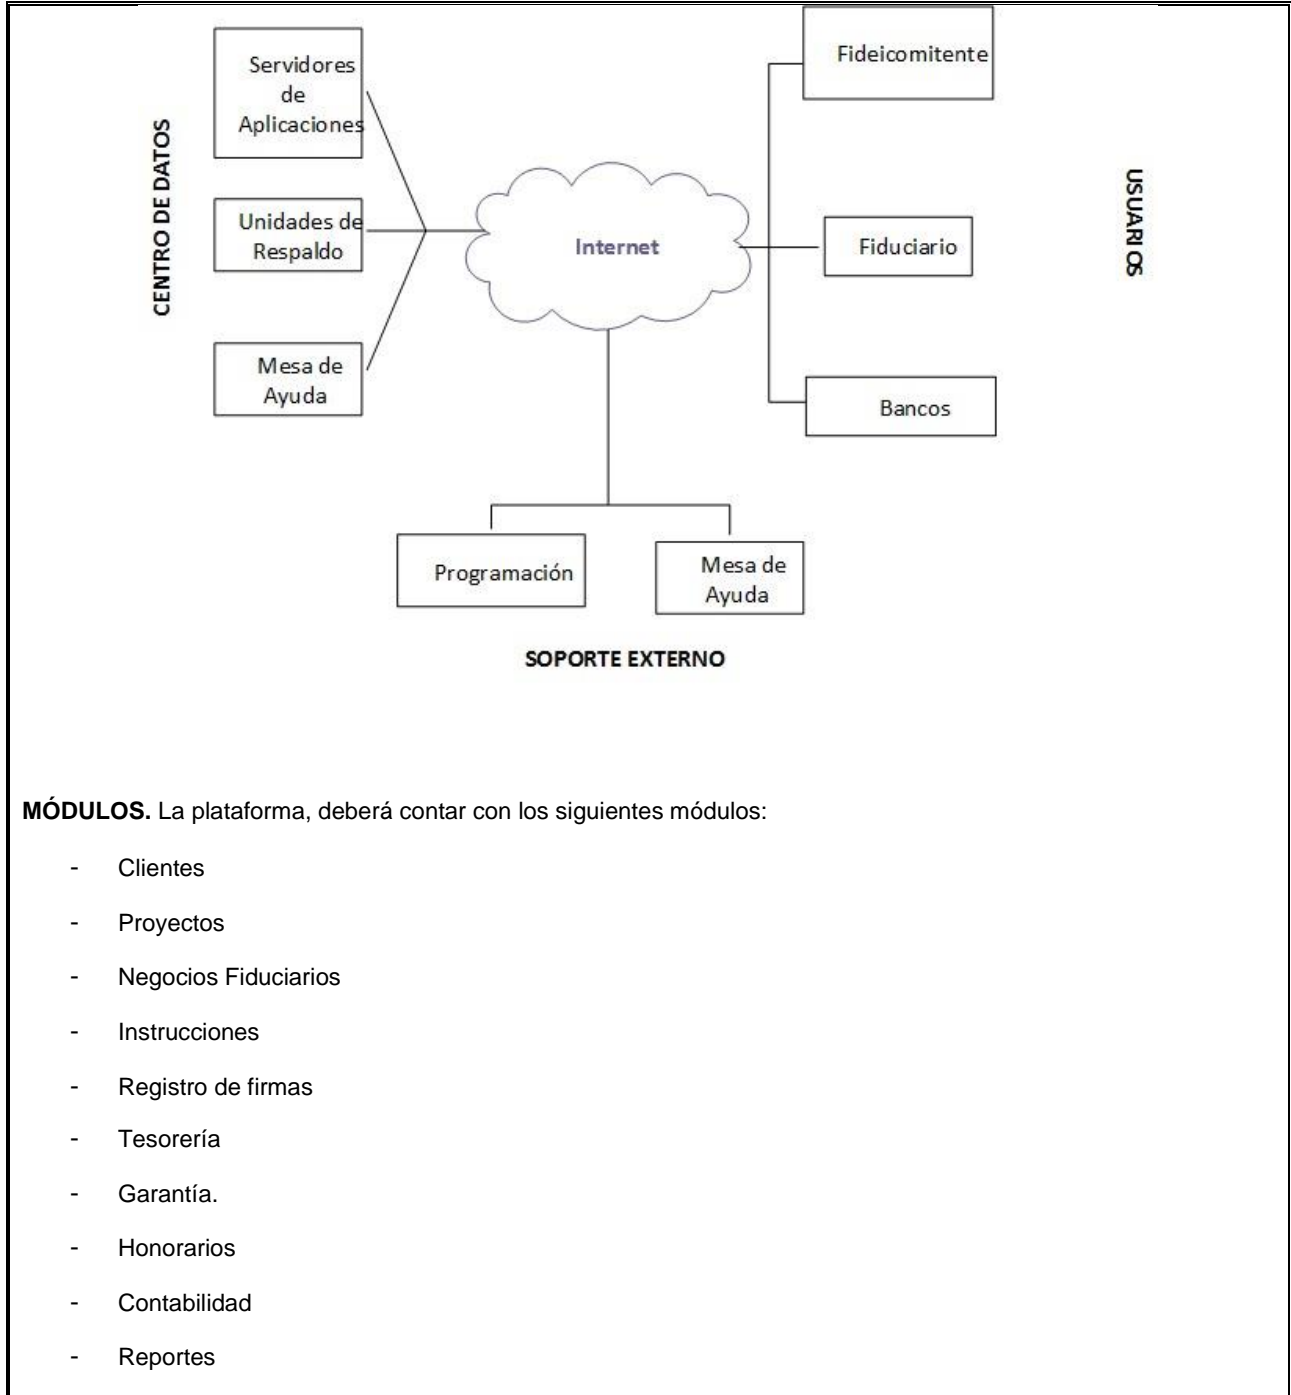 CENTRO DE DATOS
Servidores
de
Aplicaciones
Unidades de
Respaldo
Mesa de
Ayuda
Internet
Fideicomitente
Fiduciario
Bancos
USUARIOS
Programación
Mesa de
Ayuda
SOPORTE EXTERNO
MÓDULOS. La plataforma, deberá contar con los siguientes módulos:
- Clientes
- Proyectos
- Negocios Fiduciarios
- Instrucciones
- Registro de firmas
- Tesorería
- Garantía.
- Honorarios
- Contabilidad
- Reportes